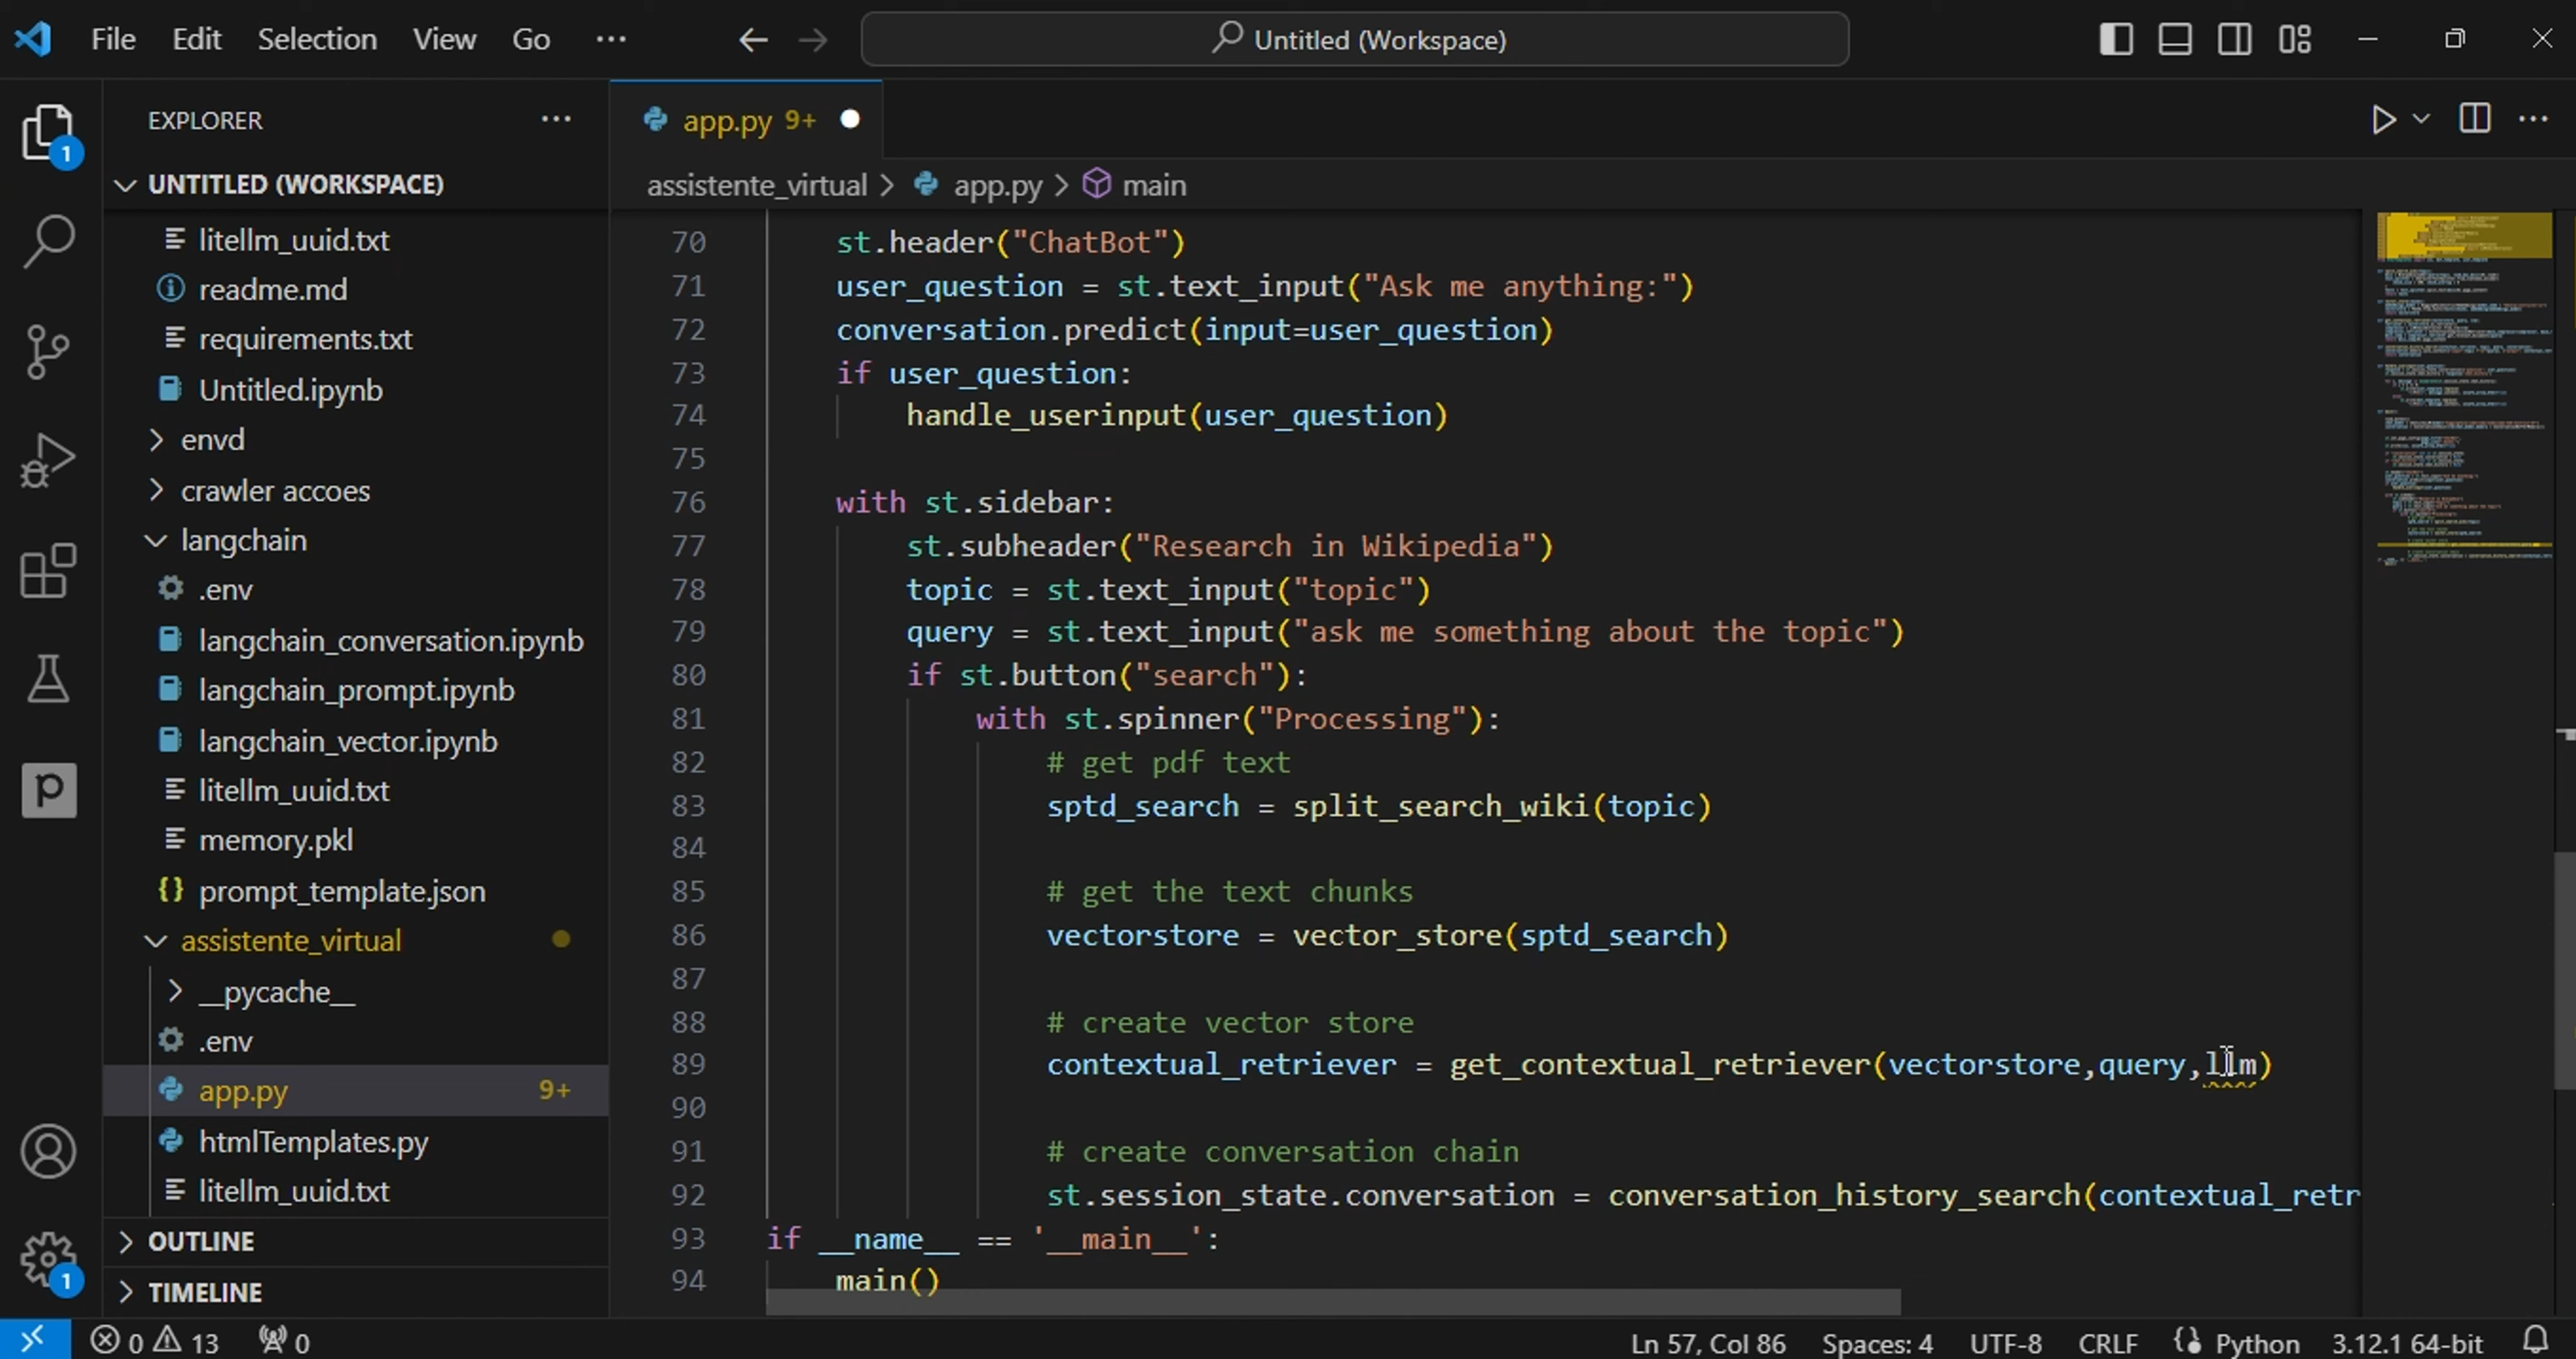 File Edit Selection View Go ··· Untitled (Workspace)
EXPLORER ···
1
UNTITLED (WORKSPACE)
litellm_uuid.txt
readme.md
requirements.txt
Untitled.ipynb
envd
crawler accoes
langchain
.env
langchain_conversation.ipynb
langchain_prompt.ipynb
langchain_vector.ipynb
litellm_uuid.txt
memory.pkl
prompt_template.json
assistente_virtual
__pycache__
.env
app.py 9+
htmlTemplates.py
litellm_uuid.txt
OUTLINE
1
TIMELINE
app.py 9+
assistente_virtual > app.py > main
70 st.header("ChatBot")
71 user_question = st.text_input("Ask me anything:")
72 conversation.predict(input=user_question)
73 if user_question:
74 handle_userinput(user_question)
75
76 with st.sidebar:
77 st.subheader("Research in Wikipedia")
78 topic = st.text_input("topic")
79 query = st.text_input("ask me something about the topic")
80 if st.button("search"):
81 with st.spinner("Processing"):
82 # get pdf text
83 sptd_search = split_search_wiki(topic)
84
85 # get the text chunks
86 vectorstore = vector_store(sptd_search)
87
88 # create vector store
89 contextual_retriever = get_contextual_retriever(vectorstore,query,llm)
90
91 # create conversation chain
92 st.session_state.conversation = conversation_history_search(contextual_retr
93 if __name__ == '__main__':
94 main()
0 13 0 Ln 57, Col 86 Spaces: 4 UTF-8 CRLF Python 3.12.1 64-bit